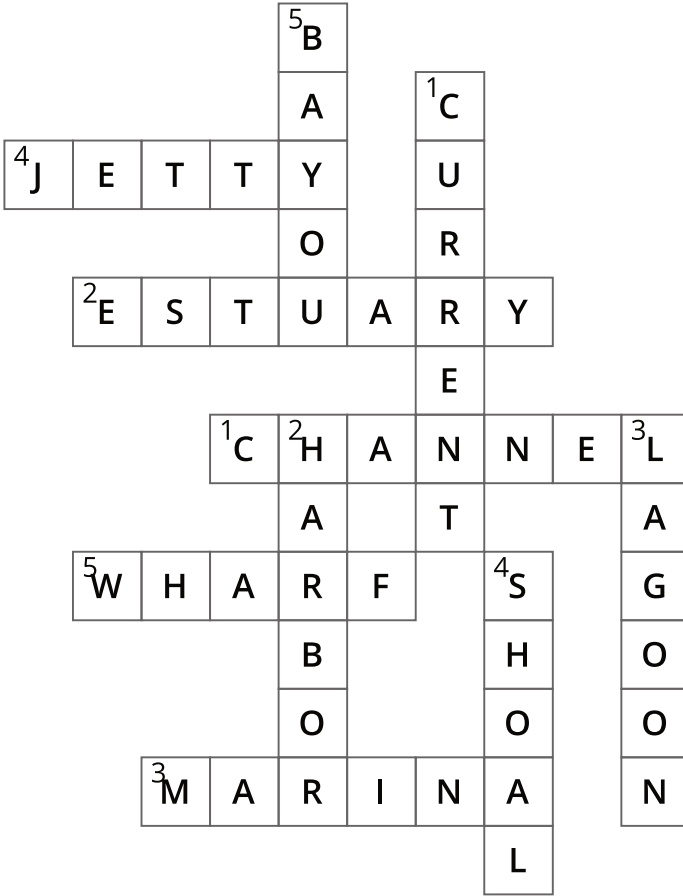 5B
A 1C
4J E T T Y U
O R
2E S T U A R Y
E
1C 2H A N N E 3L
A T A
5W H A R F 4S G
B H O
O O O
3M A R I N A N
L